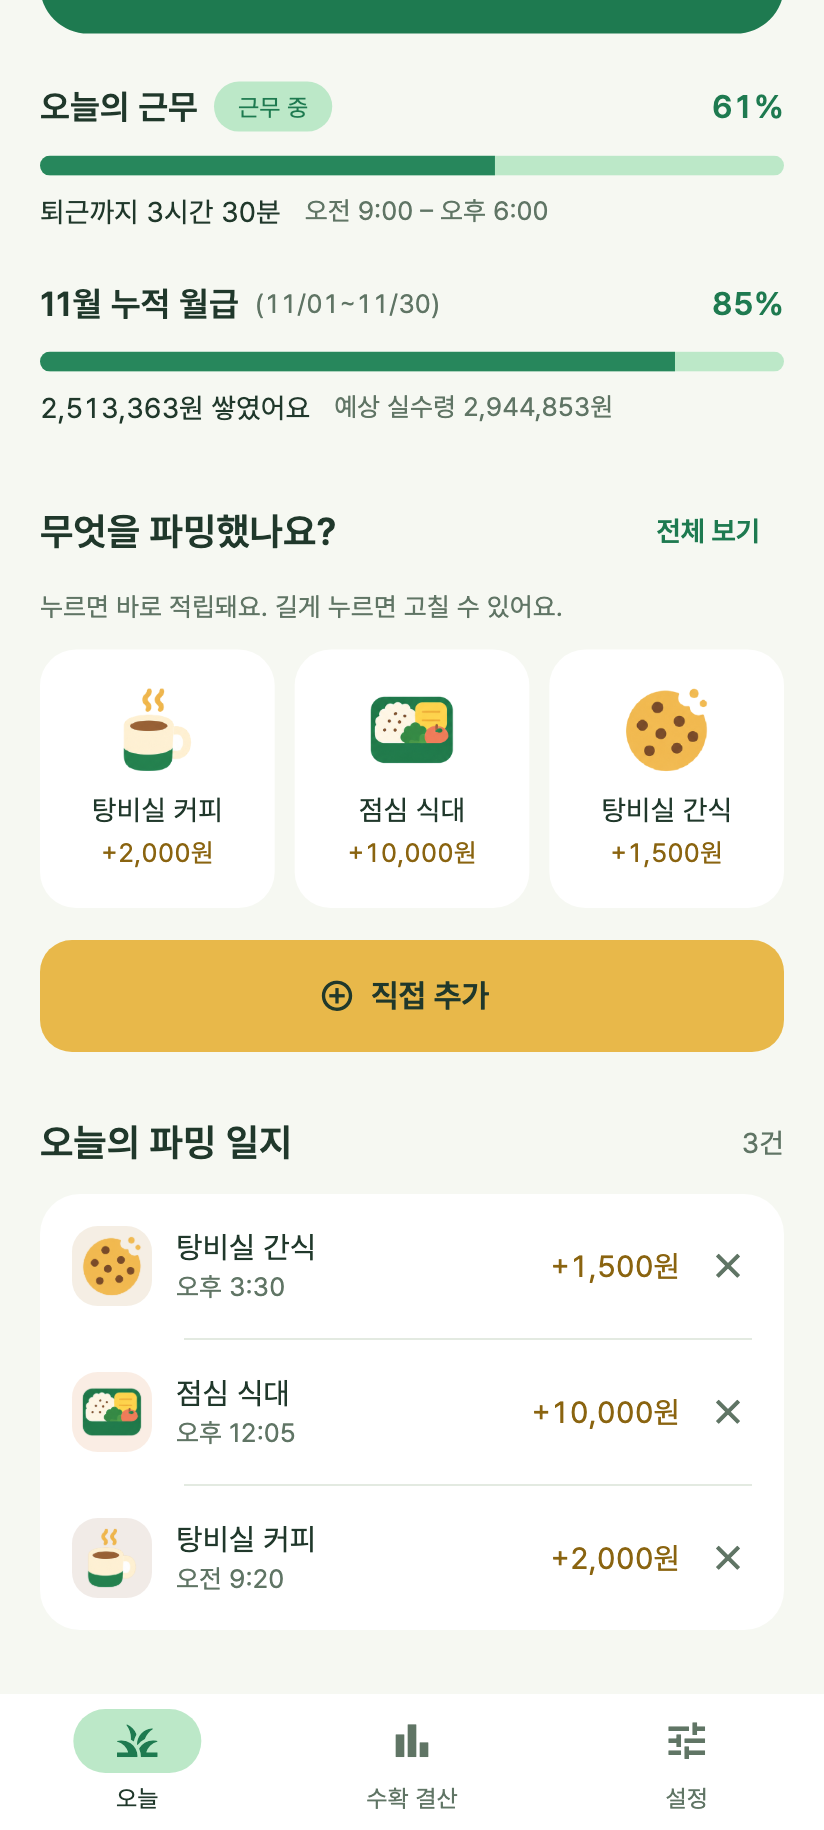 오늘의 근무 근무 중 61%
퇴근까지 3시간 30분 오전 9:00 – 오후 6:00
11월 누적 월급 (11/01~11/30) 85%
2,513,363원 쌓였어요 예상 실수령 2,944,853원
무엇을 파밍했나요? 전체 보기
누르면 바로 적립돼요. 길게 누르면 고칠 수 있어요.
탕비실 커피 점심 식대 탕비실 간식
+2,000원 +10,000원 +1,500원
직접 추가
오늘의 파밍 일지 3건
탕비실 간식
오후 3:30
+1,500원
점심 식대
오후 12:05
+10,000원
탕비실 커피
오전 9:20
+2,000원
오늘 수확 결산 설정